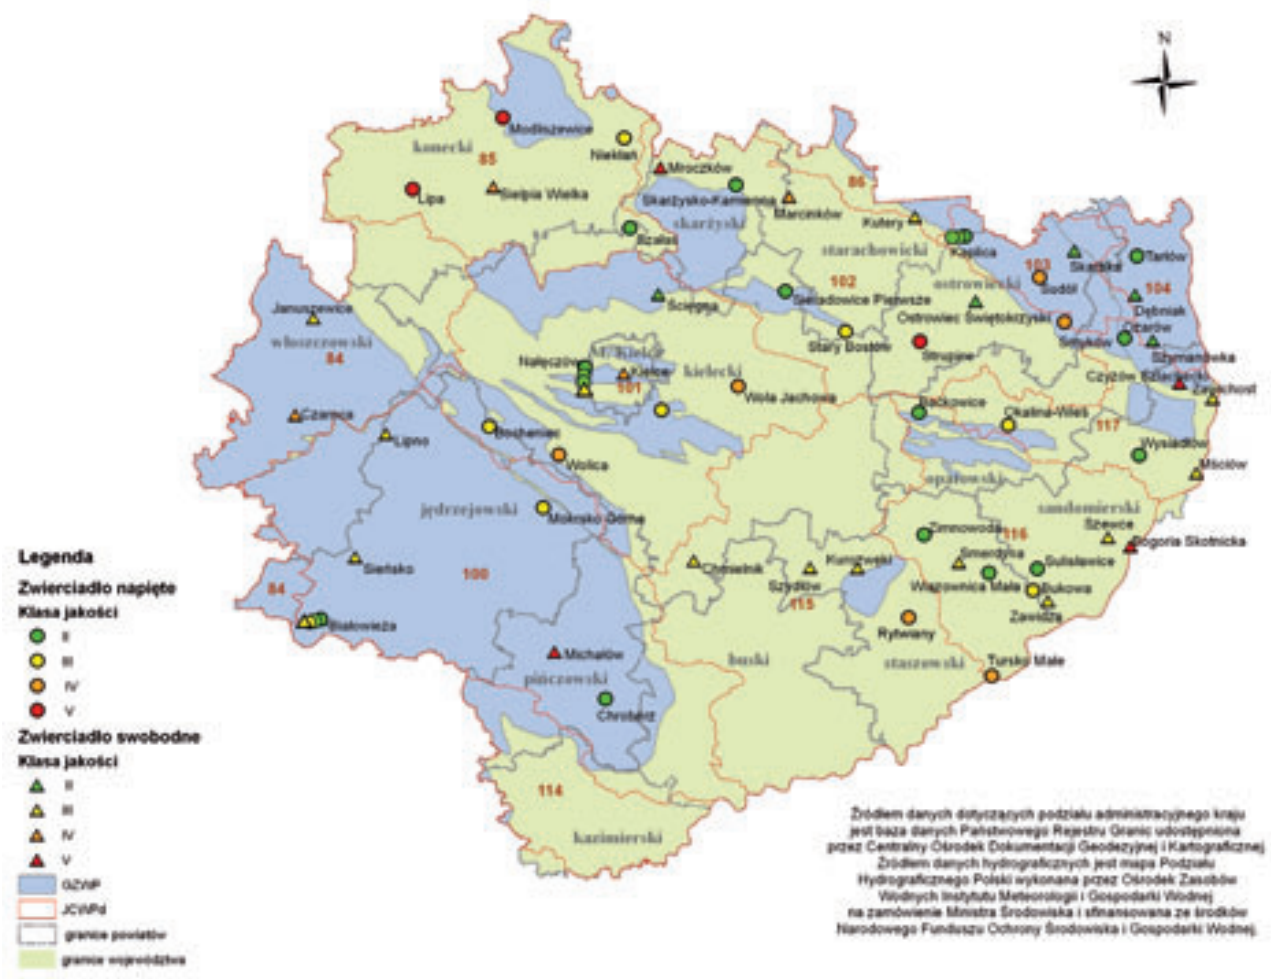 N
Modliszewice
konecki
85
Niekłań
Mroczków
Lipa
Sielpia Wielka
Skarżysko-Kamienna
skarżyski
Marcinków
86
Kutery
Bzałaś
starachowicki
Kaplica
Skarbka
Tarłów
103
Sudół
104
102
ostrowiecki
Ściegna
Sieradowice Pierwsze
Ostrowiec Świętokrzyski
Dębniak
Ożarów
Smyków
Januszewice
włoszczowski
84
Stary Bostów
Strupice
Szymanówka
Nałęczów
M. Kielce
Kielce
kielecki
101
Wola Jachowa
Czyżów Szlachecki
Zawichost
Baćkowice
Okalina-Wieś
117
Czarnca
Lipno
Bocheniec
Wolica
Wysiadłów
Mściów
opatowski
jędrzejowski
Mokrsko Górne
sandomierski
Szewce
Zimnowoda
116
Bogoria Skotnicka
Sieńsko
100
Chmielnik
Szydłów
Kurozwęki
Smerdyna
Sulisławice
Wiązownica Mała
Bukowa
Zawidza
84
Białowieża
115
Rytwiany
Michałów
buski
staszowski
Tursko Małe
pińczowski
Chroberz
114
kazimierski
Legenda
Zwierciadło napięte
Klasa jakości
II
III
IV
V
Zwierciadło swobodne
Klasa jakości
II
III
IV
V
GZWP
JCWPd
granice powiatów
granice województwa
Źródłem danych dotyczących podziału administracyjnego kraju
jest baza danych Państwowego Rejestru Granic udostępniona
przez Centralny Ośrodek Dokumentacji Geodezyjnej i Kartograficznej.
Źródłem danych hydrograficznych jest mapa Podziału
Hydrograficznego Polski wykonana przez Ośrodek Zasobów
Wodnych Instytutu Meteorologii i Gospodarki Wodnej
na zamówienie Ministra Środowiska i sfinansowana ze środków
Narodowego Funduszu Ochrony Środowiska i Gospodarki Wodnej.